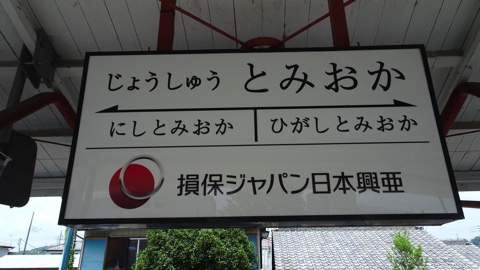 じょうしゅう とみおか
にしとみおか ひがしとみおか
損保ジャパン日本興亜